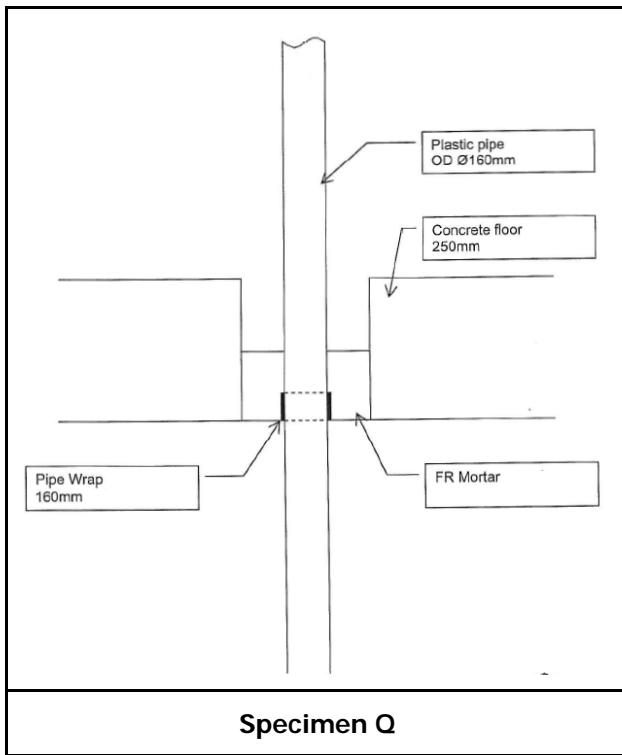 Plastic pipe
OD Ø160mm
Concrete floor
250mm
Pipe Wrap
160mm
FR Mortar
Specimen Q